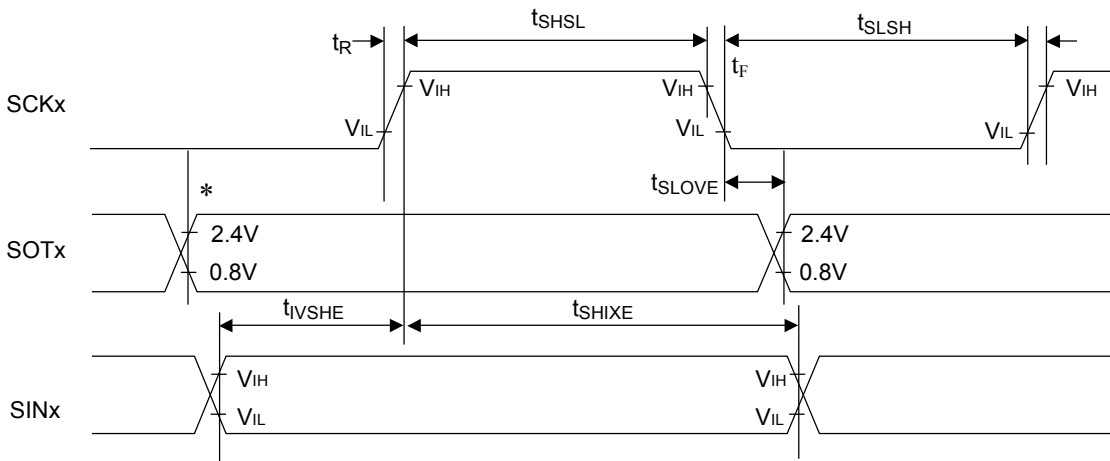 tSHSL
tSLSH
tR
tF
SCKx
VIH
VIH
VIH
VIL
VIL
VIL
tSLOVE
*
SOTx
2.4V
2.4V
0.8V
0.8V
tIVSHE
tSHIXE
SINx
VIH
VIH
VIL
VIL